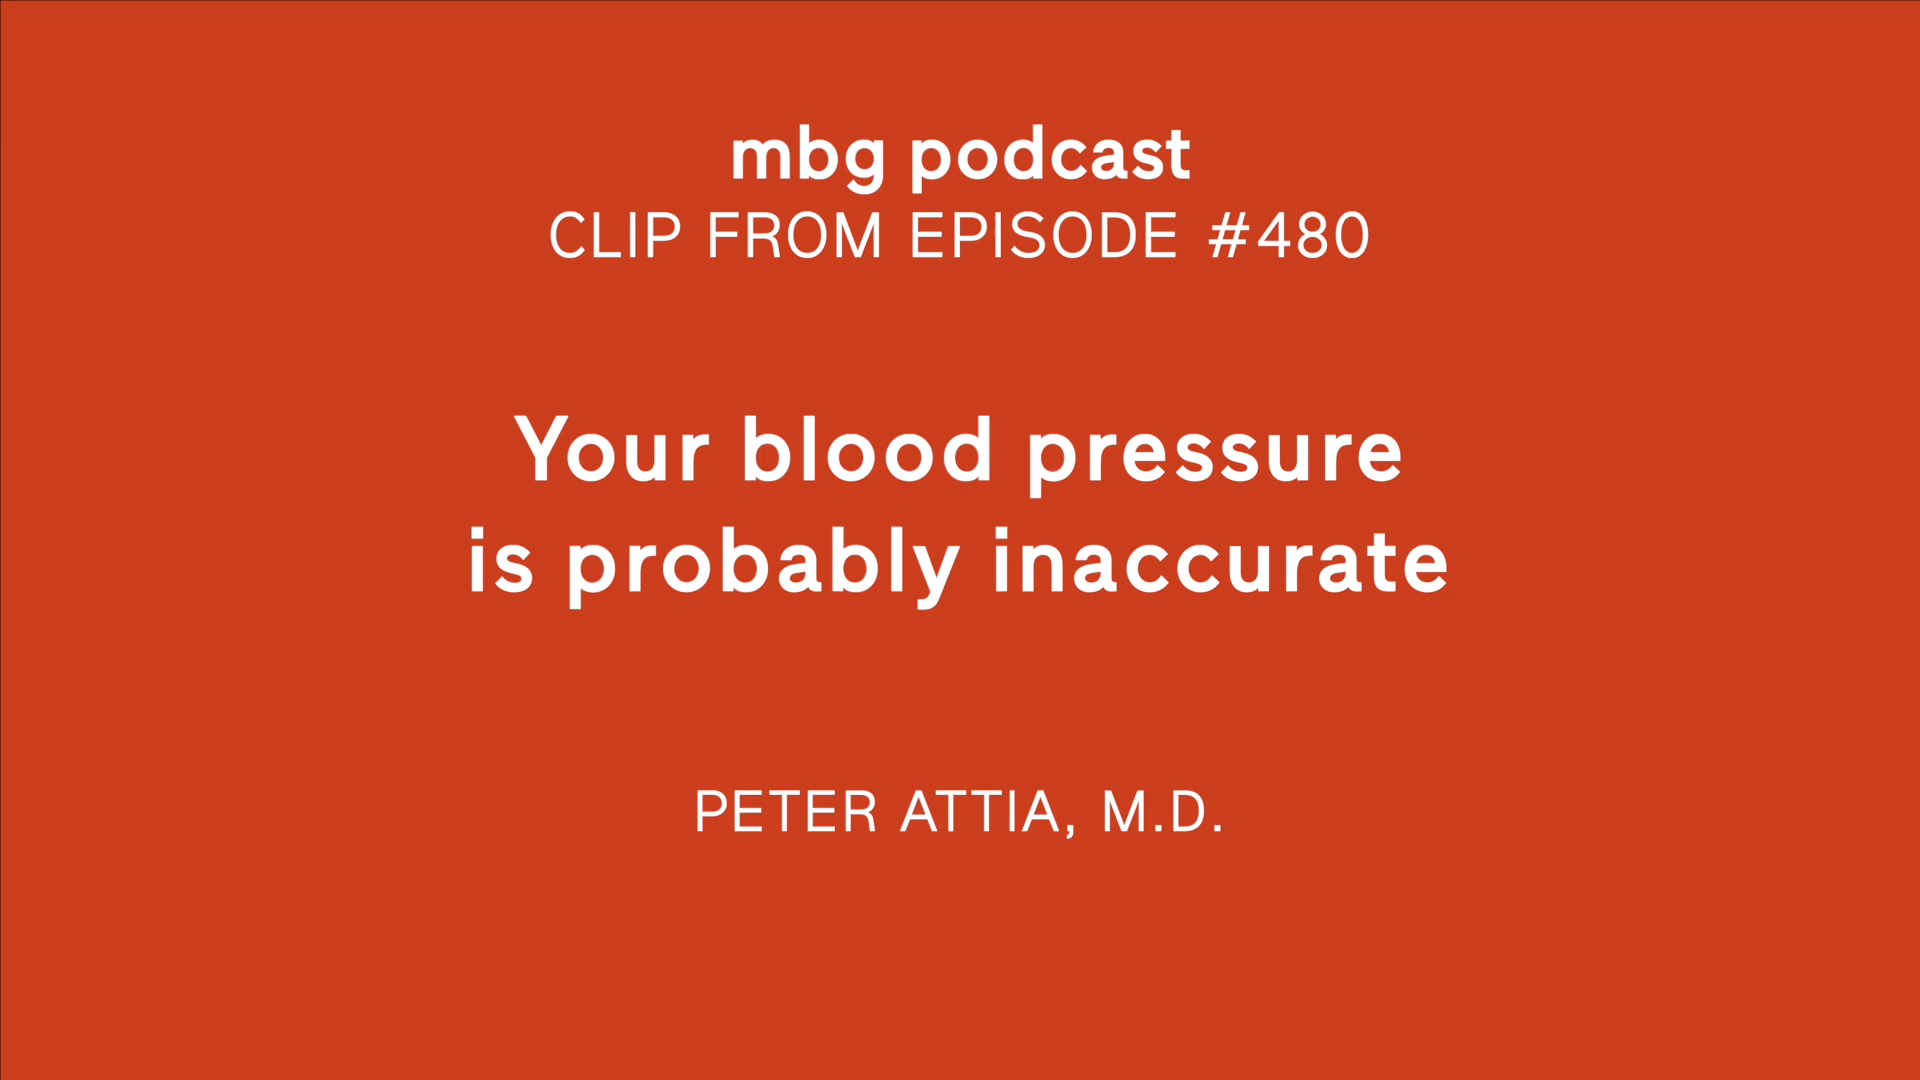 mbg podcast
CLIP FROM EPISODE #480
Your blood pressure
is probably inaccurate
PETER ATTIA, M.D.